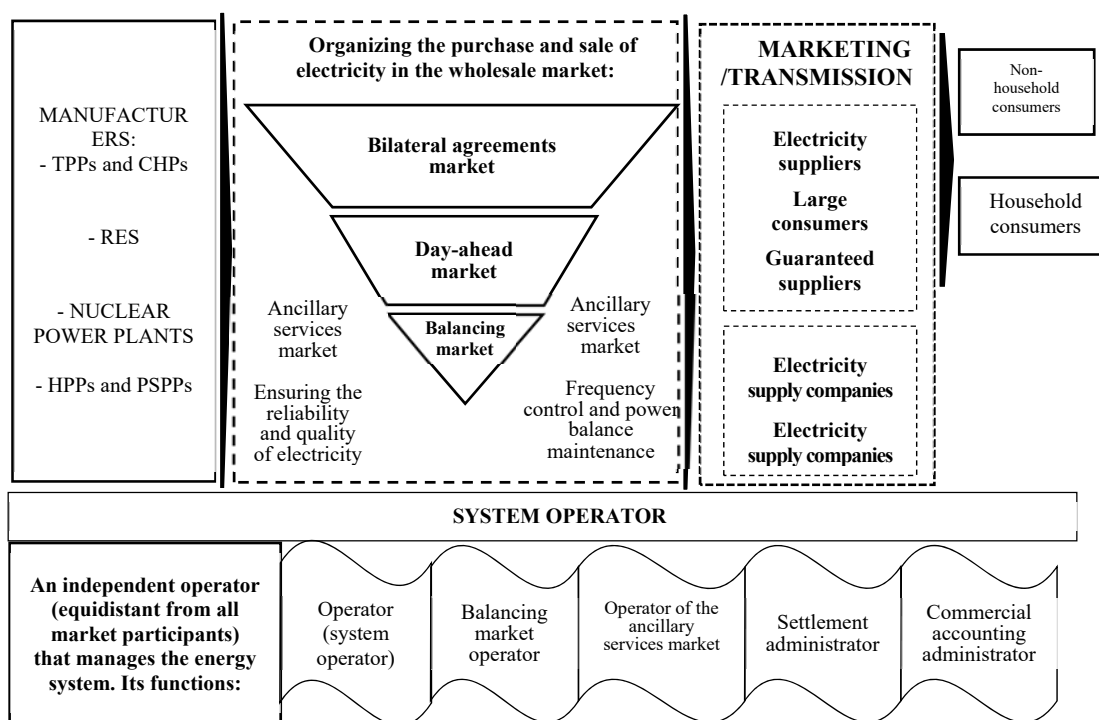 MANUFACTUR
ERS:
- TPPs and CHPs
- RES
- NUCLEAR
POWER PLANTS
- HPPs and PSPPs
Organizing the purchase and sale of
electricity in the wholesale market:
Bilateral agreements
market
Day-ahead
market
Balancing
market
Ancillary
services
market
Ensuring the
reliability
and quality
of electricity
Ancillary
services
market
Frequency
control and power
balance
maintenance
MARKETING
/TRANSMISSION
Electricity
suppliers
Large
consumers
Guaranteed
suppliers
Electricity
supply companies
Electricity
supply companies
Non-
household
consumers
Household
consumers
SYSTEM OPERATOR
An independent operator
(equidistant from all
market participants)
that manages the energy
system. Its functions:
Operator
(system
operator)
Balancing
market
operator
Operator of the
ancillary
services market
Settlement
administrator
Commercial
accounting
administrator